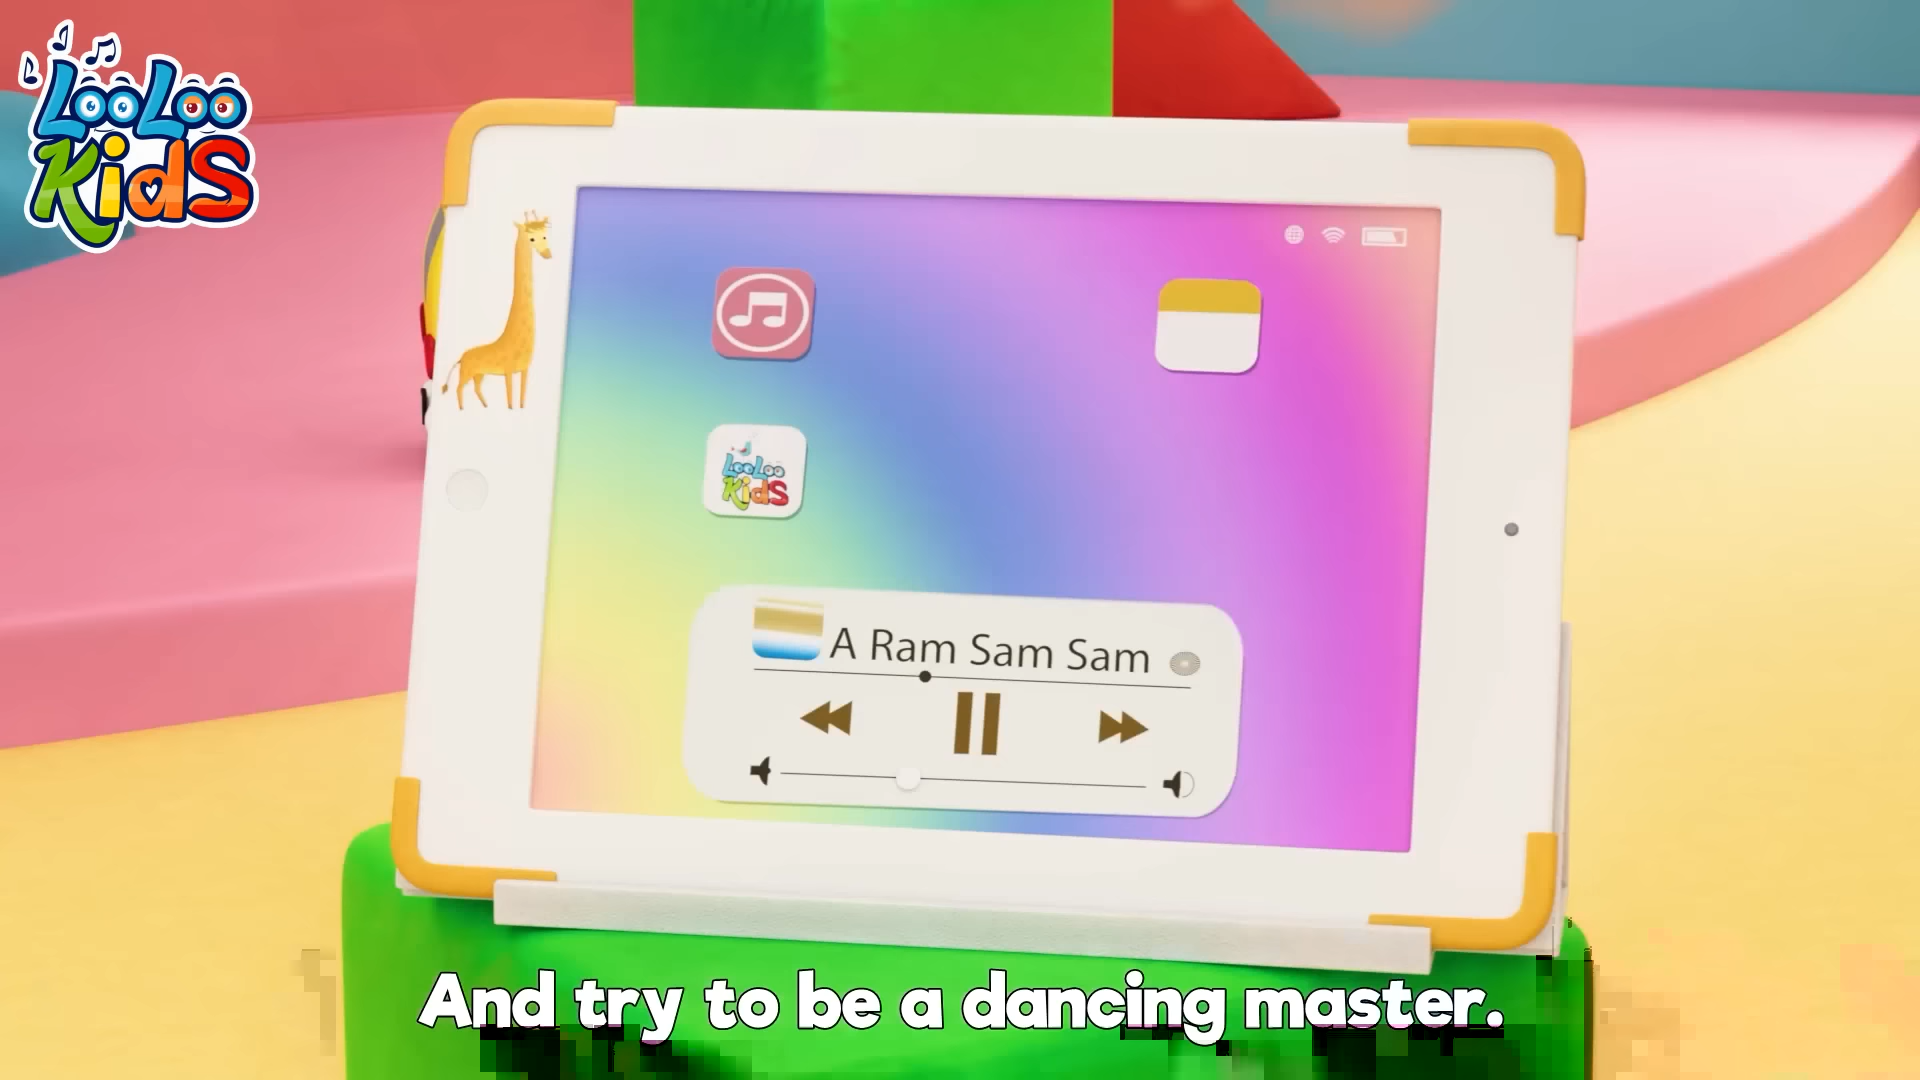 LooLoo
Kids
LooLoo
Kids
A Ram Sam Sam
And try to be a dancing master.